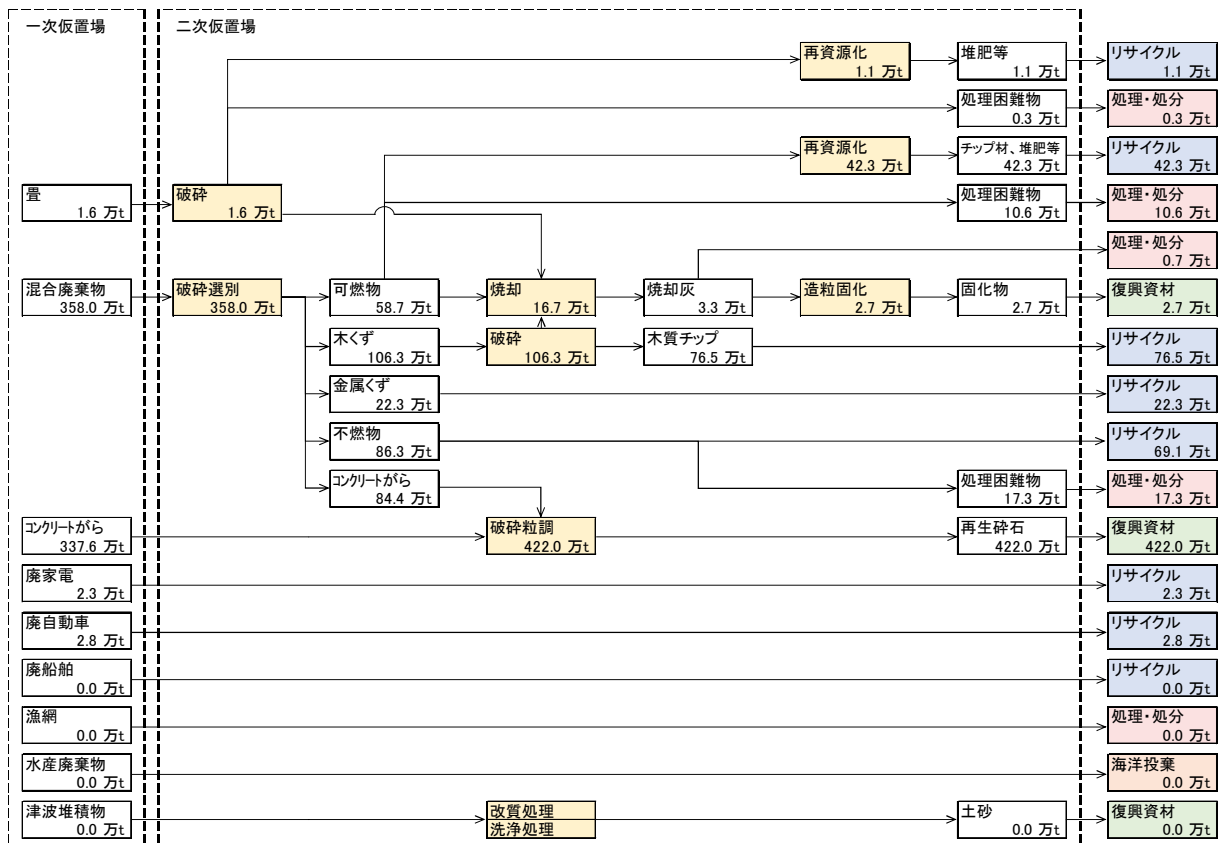 一次仮置場
二次仮置場
再資源化
1.1 万t
堆肥等
1.1 万t
リサイクル
1.1 万t
処理困難物
0.3 万t
処理・処分
0.3 万t
再資源化
42.3 万t
チップ材、堆肥等
42.3 万t
リサイクル
42.3 万t
畳
1.6 万t
破砕
1.6 万t
処理困難物
10.6 万t
処理・処分
10.6 万t
処理・処分
0.7 万t
混合廃棄物
358.0 万t
破砕選別
358.0 万t
可燃物
58.7 万t
焼却
16.7 万t
焼却灰
3.3 万t
造粒固化
2.7 万t
固化物
2.7 万t
復興資材
2.7 万t
木くず
106.3 万t
破砕
106.3 万t
木質チップ
76.5 万t
リサイクル
76.5 万t
金属くず
22.3 万t
リサイクル
22.3 万t
不燃物
86.3 万t
リサイクル
69.1 万t
コンクリートがら
84.4 万t
処理困難物
17.3 万t
処理・処分
17.3 万t
コンクリートがら
337.6 万t
破砕粒調
422.0 万t
再生砕石
422.0 万t
復興資材
422.0 万t
廃家電
2.3 万t
リサイクル
2.3 万t
廃自動車
2.8 万t
リサイクル
2.8 万t
廃船舶
0.0 万t
リサイクル
0.0 万t
漁網
0.0 万t
処理・処分
0.0 万t
水産廃棄物
0.0 万t
海洋投棄
0.0 万t
津波堆積物
0.0 万t
改質処理
洗浄処理
土砂
0.0 万t
復興資材
0.0 万t